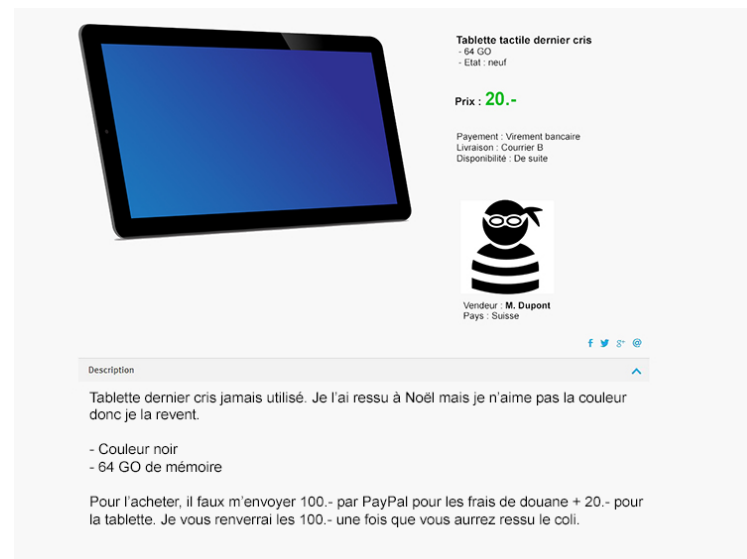 Tablette tactile dernier cris
- 64 GO
- Etat : neuf
Prix : 20.-
Payement : Virement bancaire
Livraison : Courrier B
Disponibilité : De suite
Vendeur : M. Dupont
Pays : Suisse
Description
Tablette dernier cris jamais utilisé. Je l'ai ressu à Noël mais je n'aime pas la couleur
donc je la revent.
- Couleur noir
- 64 GO de mémoire
Pour l'acheter, il faux m'envoyer 100.- par PayPal pour les frais de douane + 20.- pour
la tablette. Je vous renverrai les 100.- une fois que vous aurrez ressu le coli.